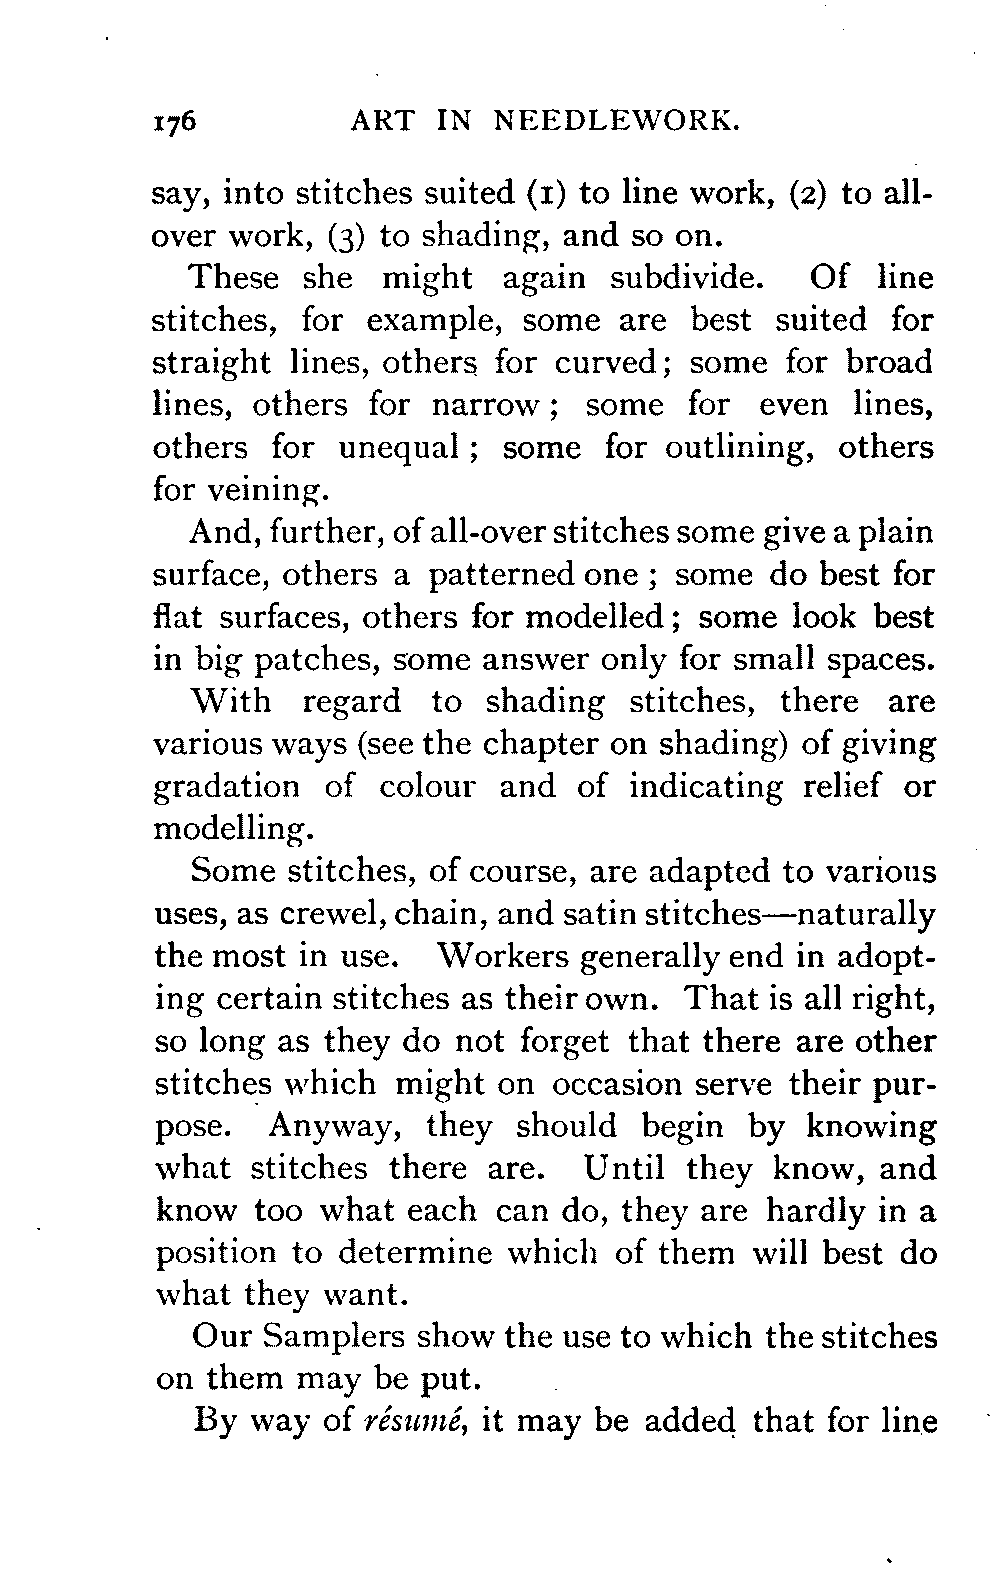 176 ART IN NEEDLEWORK.
say, into stitches suited (1) to line work, (2) to all-
over work, (3) to shading, and so on.
These she might again subdivide. Of line
stitches, for example, some are best suited for
straight lines, others for curved; some for broad
lines, others for narrow; some for even lines,
others for unequal; some for outlining, others
for veining.
And, further, of all-over stitches some give a plain
surface, others a patterned one; some do best for
flat surfaces, others for modelled; some look best
in big patches, some answer only for small spaces.
With regard to shading stitches, there are
various ways (see the chapter on shading) of giving
gradation of colour and of indicating relief or
modelling.
Some stitches, of course, are adapted to various
uses, as crewel, chain, and satin stitches—naturally
the most in use. Workers generally end in adopt-
ing certain stitches as their own. That is all right,
so long as they do not forget that there are other
stitches which might on occasion serve their pur-
pose. Anyway, they should begin by knowing
what stitches there are. Until they know, and
know too what each can do, they are hardly in a
position to determine which of them will best do
what they want.
Our Samplers show the use to which the stitches
on them may be put.
By way of résumé, it may be added that for line